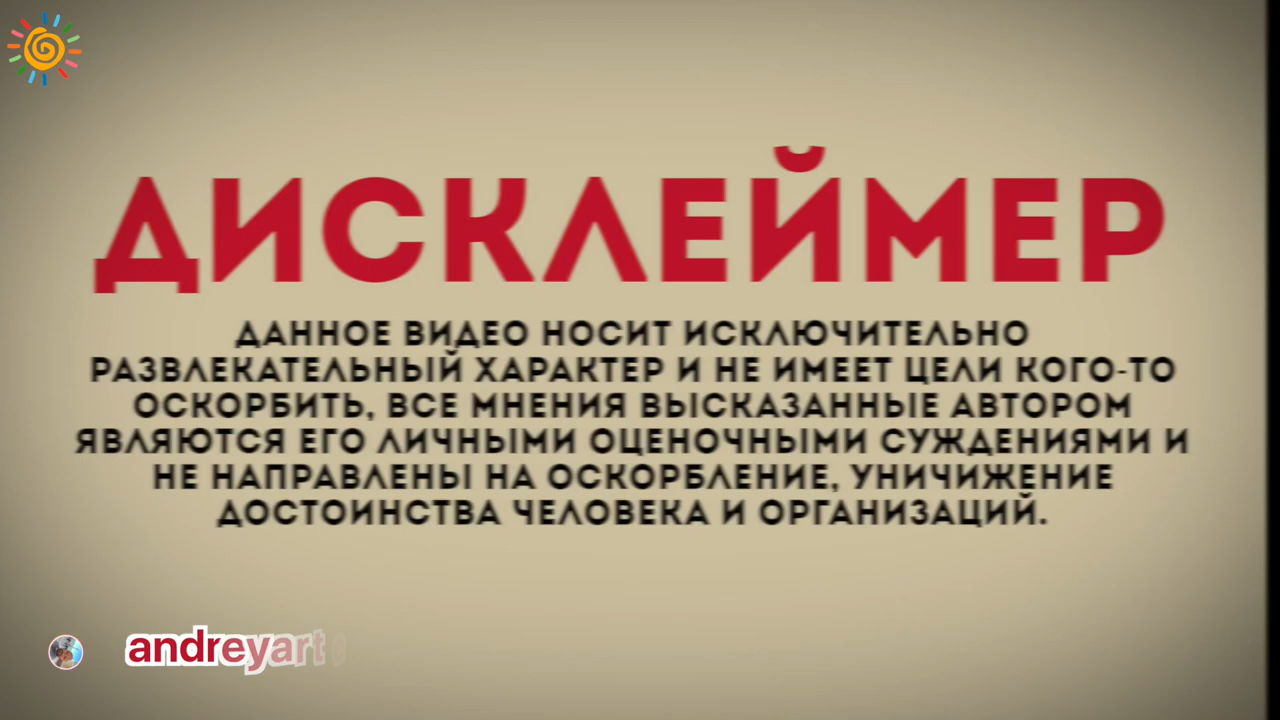 ДИСКЛЕЙМЕР
ДАННОЕ ВИДЕО НОСИТ ИСКЛЮЧИТЕЛЬНО
РАЗВЛЕКАТЕЛЬНЫЙ ХАРАКТЕР И НЕ ИМЕЕТ ЦЕЛИ КОГО-ТО
ОСКОРБИТЬ, ВСЕ МНЕНИЯ ВЫСКАЗАННЫЕ АВТОРОМ
ЯВЛЯЮТСЯ ЕГО ЛИЧНЫМИ ОЦЕНОЧНЫМИ СУЖДЕНИЯМИ И
НЕ НАПРАВЛЕНЫ НА ОСКОРБЛЕНИЕ, УНИЧИЖЕНИЕ
ДОСТОИНСТВА ЧЕЛОВЕКА И ОРГАНИЗАЦИЙ.
andreyart